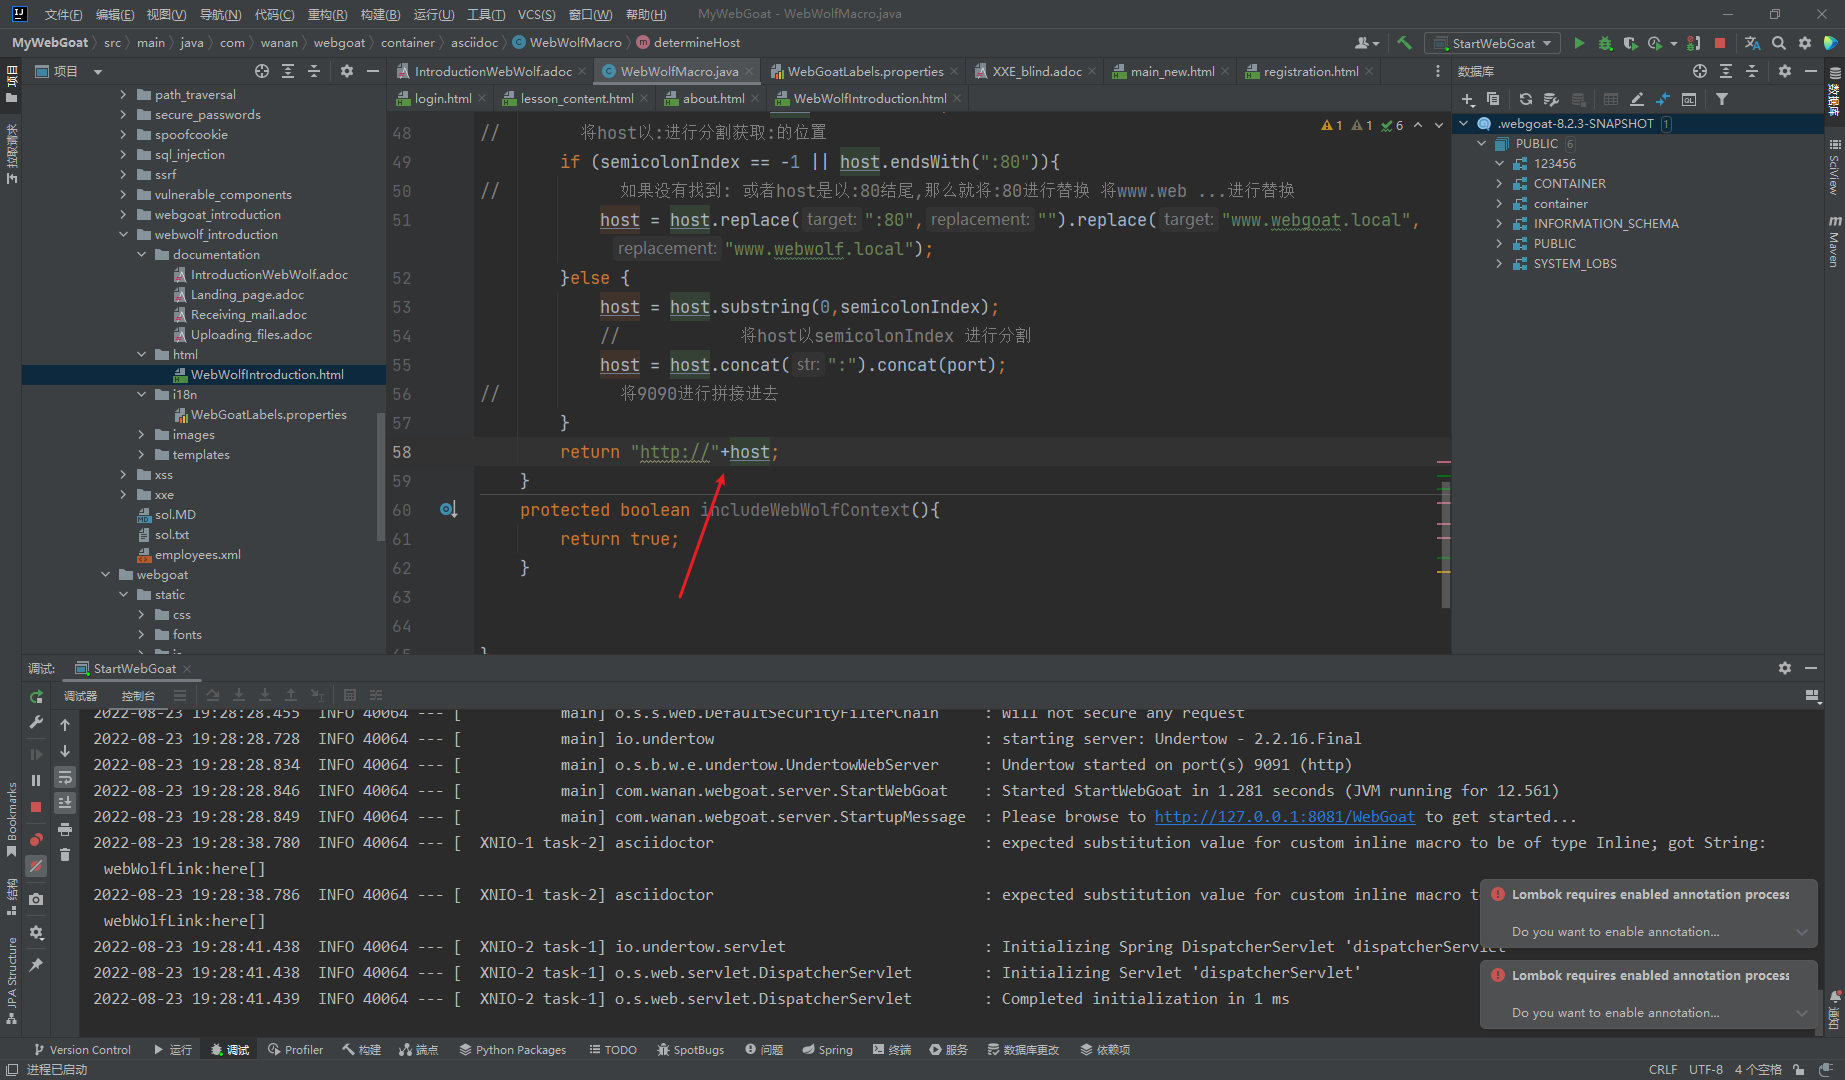 文件(F) 编辑(E) 视图(V) 导航(N) 代码(C) 重构(R) 构建(B) 运行(U) 工具(T) VCS(S) 窗口(W) 帮助(H) MyWebGoat - WebWolfMacro.java
MyWebGoat src main java com wanan webgoat container asciidoc WebWolfMacro determineHost StartWebGoat
项目
IntroductionWebWolf.adoc WebWolfMacro.java WebGoatLabels.properties XXE_blind.adoc main_new.html registration.html
login.html lesson_content.html about.html WebWolfIntroduction.html
path_traversal
secure_passwords
spoofcookie
sql_injection
ssrf
vulnerable_components
webgoat_introduction
webwolf_introduction
documentation
IntroductionWebWolf.adoc
Landing_page.adoc
Receiving_mail.adoc
Uploading_files.adoc
html
WebWolfIntroduction.html
i18n
WebGoatLabels.properties
images
templates
xss
xxe
sol.MD
sol.txt
employees.xml
webgoat
static
css
fonts
1 1 6
48 // 将host以:进行分割获取:的位置
49 if (semicolonIndex == -1 || host.endsWith(":80")){
50 // 如果没有找到: 或者host是以:80结尾,那么就将:80进行替换 将www.web ...进行替换
51 host = host.replace( target: ":80", replacement: "").replace( target: "www.webgoat.local",
replacement: "www.webwolf.local");
52 }else {
53 host = host.substring(0,semicolonIndex);
54 // 将host以semicolonIndex 进行分割
55 host = host.concat( str: ":").concat(port);
56 // 将9090进行拼接进去
57 }
58 return "http://"+host;
59 }
60 protected boolean includeWebWolfContext(){
61 return true;
62 }
63
64
数据库
.webgoat-8.2.3-SNAPSHOT 1
PUBLIC 6
123456
CONTAINER
container
INFORMATION_SCHEMA
PUBLIC
SYSTEM_LOBS
项目
拉取请求
数据库
SciView
Maven
调试: StartWebGoat
调试器 控制台
2022-08-23 19:28:28.455 INFO 40064 --- [ main] o.s.s.web.DefaultSecurityFilterChain : Will not secure any request
2022-08-23 19:28:28.728 INFO 40064 --- [ main] io.undertow : starting server: Undertow - 2.2.16.Final
2022-08-23 19:28:28.834 INFO 40064 --- [ main] o.s.b.w.e.undertow.UndertowWebServer : Undertow started on port(s) 9091 (http)
2022-08-23 19:28:28.846 INFO 40064 --- [ main] com.wanan.webgoat.server.StartWebGoat : Started StartWebGoat in 1.281 seconds (JVM running for 12.561)
2022-08-23 19:28:28.849 INFO 40064 --- [ main] com.wanan.webgoat.server.StartupMessage : Please browse to http://127.0.0.1:8081/WebGoat to get started...
2022-08-23 19:28:38.780 INFO 40064 --- [ XNIO-1 task-2] asciidoctor : expected substitution value for custom inline macro to be of type Inline; got String:
webWolfLink:here[]
2022-08-23 19:28:38.786 INFO 40064 --- [ XNIO-1 task-2] asciidoctor : expected substitution value for custom inline macro t
webWolfLink:here[]
2022-08-23 19:28:41.438 INFO 40064 --- [ XNIO-2 task-1] io.undertow.servlet : Initializing Spring DispatcherServlet 'dispatcherServlet
2022-08-23 19:28:41.438 INFO 40064 --- [ XNIO-2 task-1] o.s.web.servlet.DispatcherServlet : Initializing Servlet 'dispatcherServlet'
2022-08-23 19:28:41.439 INFO 40064 --- [ XNIO-2 task-1] o.s.web.servlet.DispatcherServlet : Completed initialization in 1 ms
Lombok requires enabled annotation process
Do you want to enable annotation...
Lombok requires enabled annotation process
Do you want to enable annotation...
Bookmarks
结构
JPA Structure
通知
Version Control 运行 调试 Profiler 构建 端点 Python Packages TODO SpotBugs 问题 Spring 终端 服务 数据库更改 依赖项
进程已启动 CRLF UTF-8 4 个空格